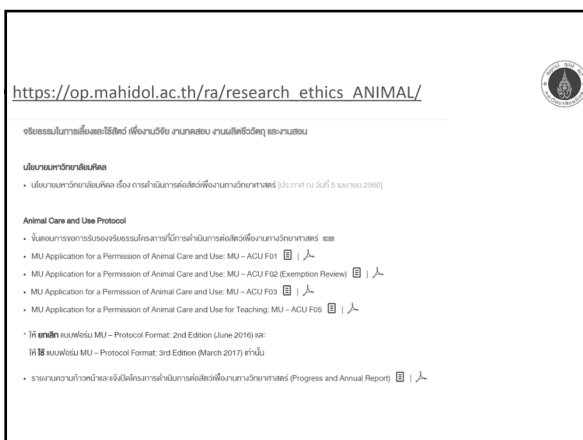 https://op.mahidol.ac.th/ra/research_ethics_ANIMAL/
จริยธรรมในการเลี้ยงและใช้สัตว์ เพื่องานวิจัย งานทดสอบ งานผลิตชีววัตถุ และงานสอน
นโยบายมหาวิทยาลัยมหิดล
• นโยบายมหาวิทยาลัยมหิดล เรื่อง การดำเนินการต่อสัตว์เพื่องานทางวิทยาศาสตร์ [ประกาศ ณ วันที่ 5 เมษายน 2560]
Animal Care and Use Protocol
• ขั้นตอนการขอการรับรองจริยธรรมโครงการที่มีการดำเนินการต่อสัตว์เพื่องานทางวิทยาศาสตร์
• MU Application for a Permission of Animal Care and Use: MU – ACU F01 |
• MU Application for a Permission of Animal Care and Use: MU – ACU F02 (Exemption Review) |
• MU Application for a Permission of Animal Care and Use: MU – ACU F03 |
• MU Application for a Permission of Animal Care and Use for Teaching: MU – ACU F05 |
* ให้ ยกเลิก แบบฟอร์ม MU – Protocol Format: 2nd Edition (June 2016) และ
ให้ ใช้ แบบฟอร์ม MU – Protocol Format: 3rd Edition (March 2017) เท่านั้น
• รายงานความก้าวหน้าและแจ้งปิดโครงการดำเนินการต่อสัตว์เพื่องานทางวิทยาศาสตร์ (Progress and Annual Report) |